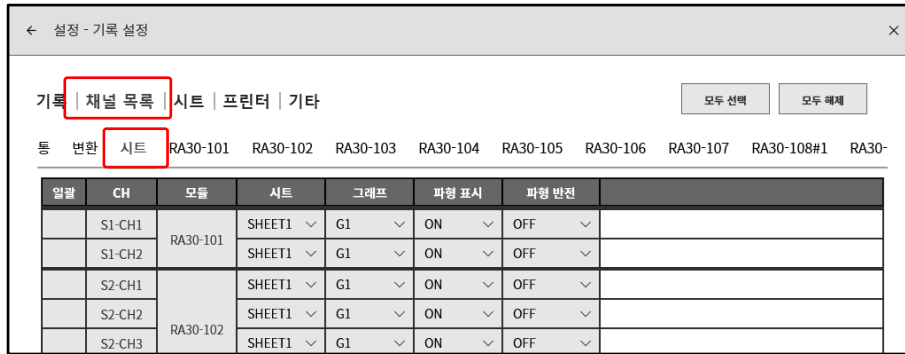 ← 설정 - 기록 설정 ×
기록 | 채널 목록 | 시트 | 프린터 | 기타 모두 선택 모두 해제
통 변환 시트 RA30-101 RA30-102 RA30-103 RA30-104 RA30-105 RA30-106 RA30-107 RA30-108#1 RA30-
일괄 CH 모듈 시트 그래프 파형 표시 파형 반전
S1-CH1 RA30-101 SHEET1 G1 ON OFF
S1-CH2 SHEET1 G1 ON OFF
S2-CH1 SHEET1 G1 ON OFF
S2-CH2 RA30-102 SHEET1 G1 ON OFF
S2-CH3 SHEET1 G1 ON OFF